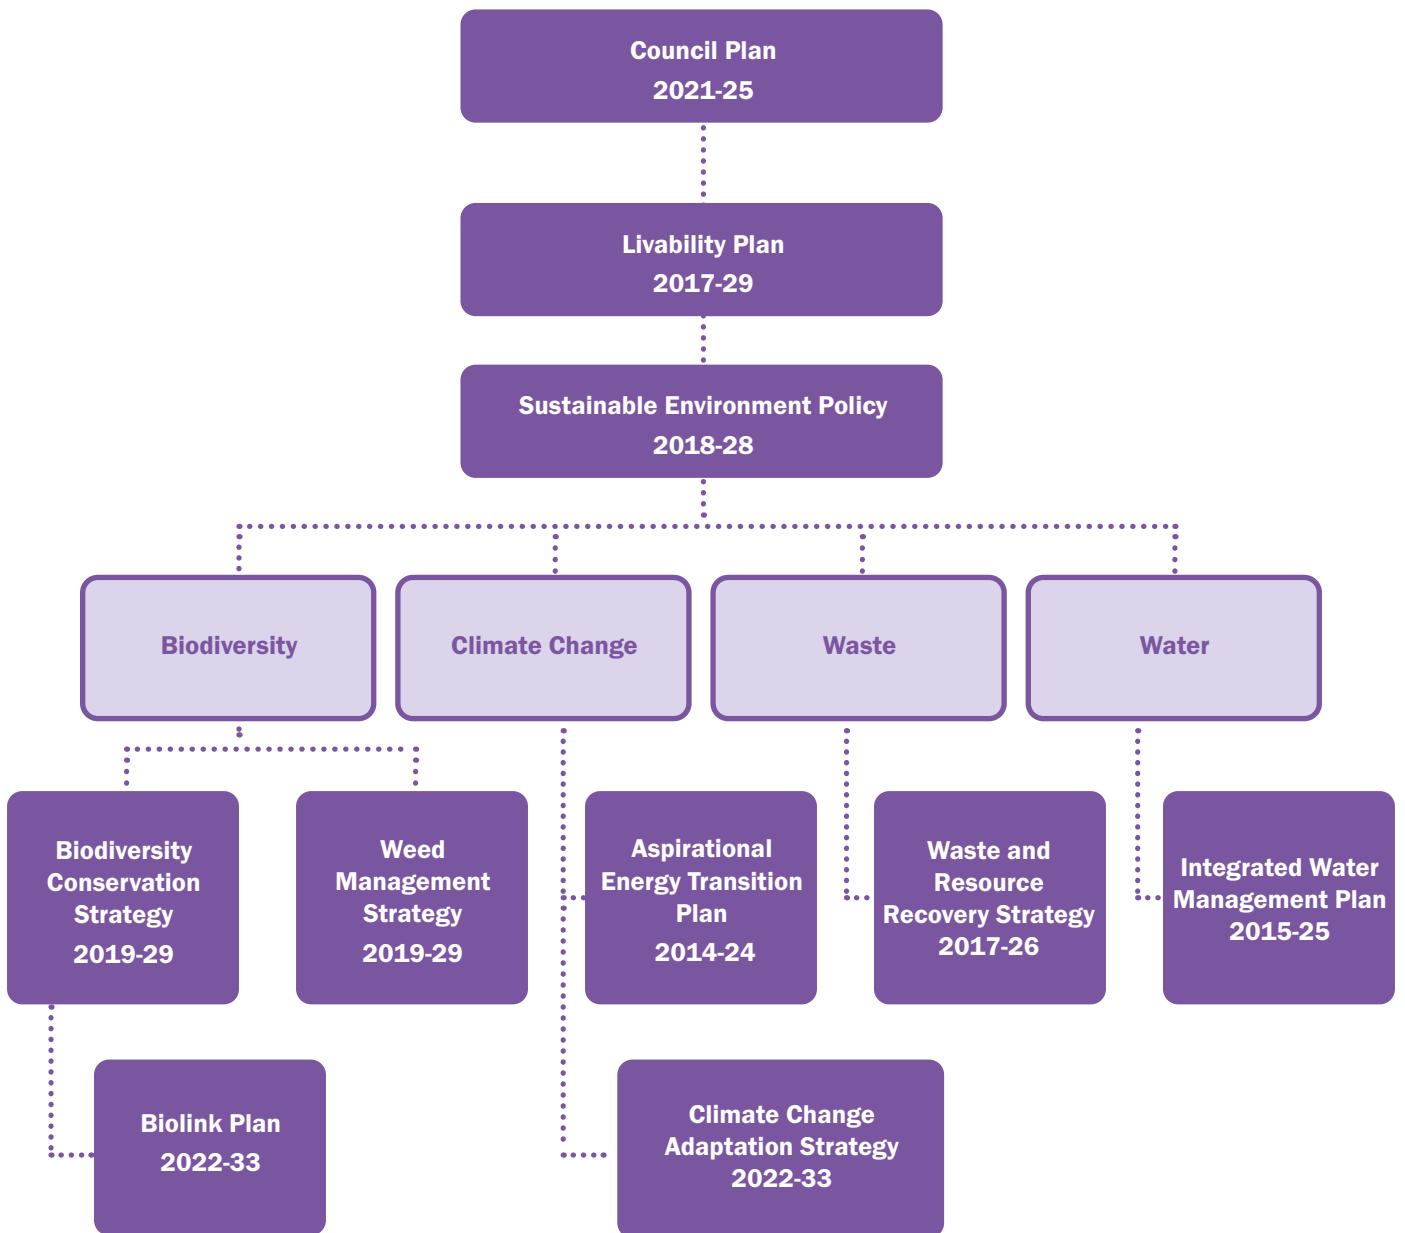 Council Plan
2021-25
Livability Plan
2017-29
Sustainable Environment Policy
2018-28
Biodiversity
Climate Change
Waste
Water
Biodiversity
Conservation
Strategy
2019-29
Weed
Management
Strategy
2019-29
Aspirational
Energy Transition
Plan
2014-24
Waste and
Resource
Recovery Strategy
2017-26
Integrated Water
Management Plan
2015-25
Biolink Plan
2022-33
Climate Change
Adaptation Strategy
2022-33